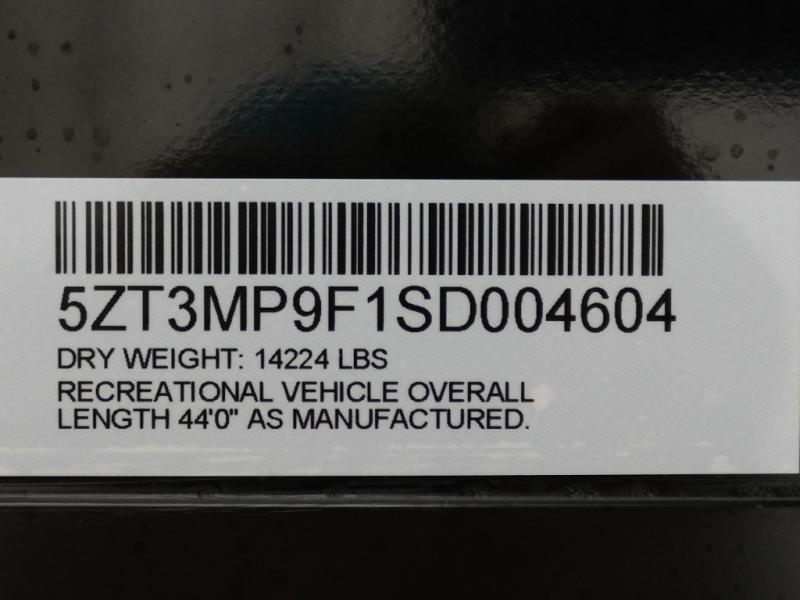 5ZT3MP9F1SD004604
DRY WEIGHT: 14224 LBS
RECREATIONAL VEHICLE OVERALL
LENGTH 44'0" AS MANUFACTURED.